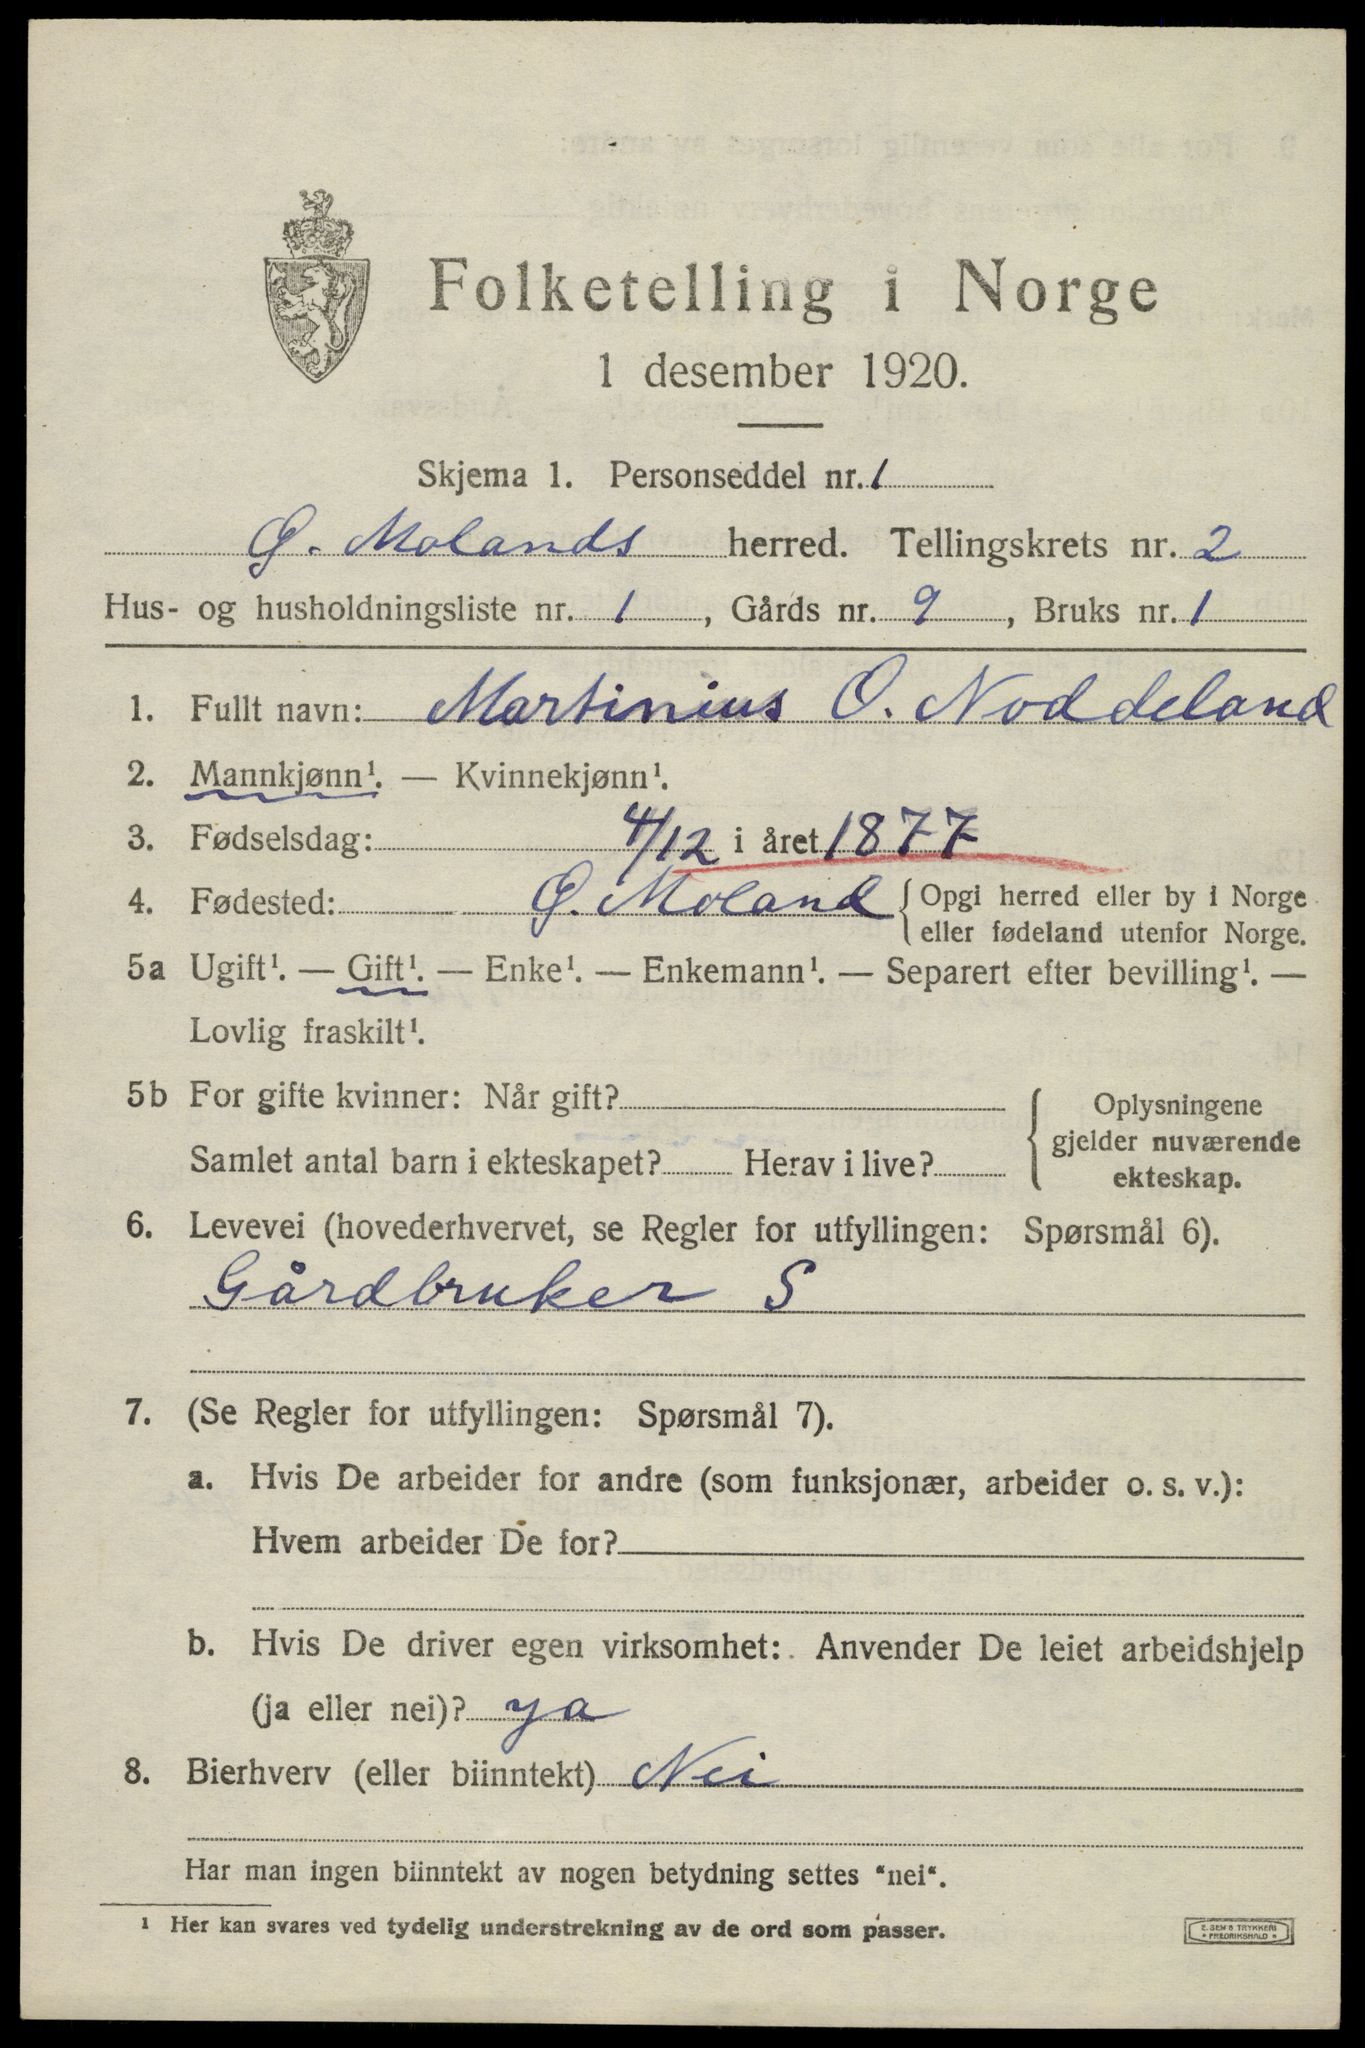 Folketelling i Norge
1 desember 1920.
Skjema 1. Personseddel nr. 1
Ø. Molands herred. Tellingskrets nr. 2
Hus- og husholdningsliste nr. 1, Gårds nr. 9, Bruks nr. 1
1. Fullt navn: Martinius O. Noddeland
2. Mannkjønn¹. — Kvinnekjønn¹.
3. Fødselsdag: 4/12 i året 1877
4. Fødested: Ø. Moland { Opgi herred eller by i Norge
eller fødeland utenfor Norge.
5a Ugift¹. — Gift¹. — Enke¹. — Enkemann¹. — Separert efter bevilling¹. —
Lovlig fraskilt¹.
5b For gifte kvinner: Når gift?
Samlet antal barn i ekteskapet? Herav i live?
{ Oplysningene
gjelder nuværende
ekteskap.
6. Levevei (hovederhvervet, se Regler for utfyllingen: Spørsmål 6).
Gårdbruker S
7. (Se Regler for utfyllingen: Spørsmål 7).
a. Hvis De arbeider for andre (som funksjonær, arbeider o. s. v.):
Hvem arbeider De for?
b. Hvis De driver egen virksomhet: Anvender De leiet arbeidshjelp
(ja eller nei)? ja
8. Bierhverv (eller biinntekt) Nei
Har man ingen biinntekt av nogen betydning settes "nei".
¹ Her kan svares ved tydelig understrekning av de ord som passer.
E. SEM'S TRYKKERI
FREDRIKSHALD